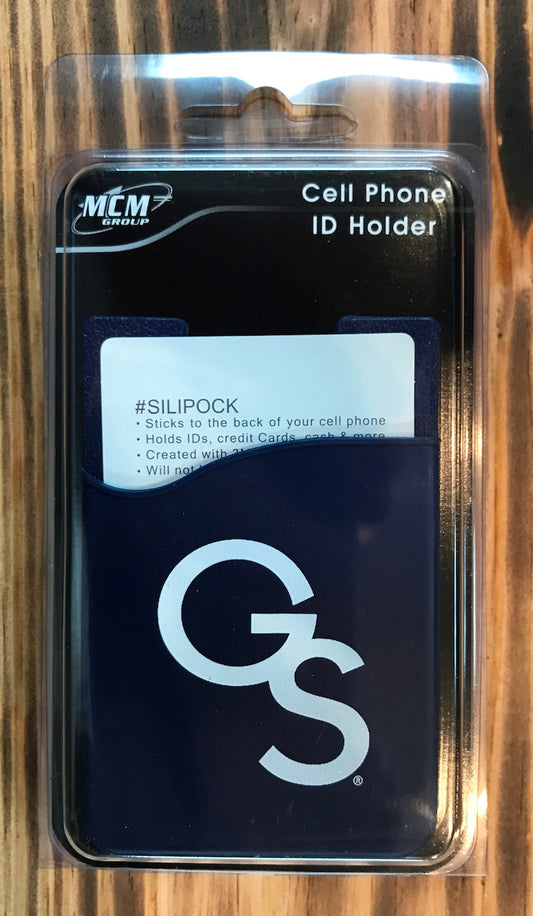 MCM
GROUP
Cell Phone
ID Holder
#SILIPOCK
• Sticks to the back of your cell phone
• Holds IDs, credit Cards, cash & more
• Created with
• Will not
GS
®